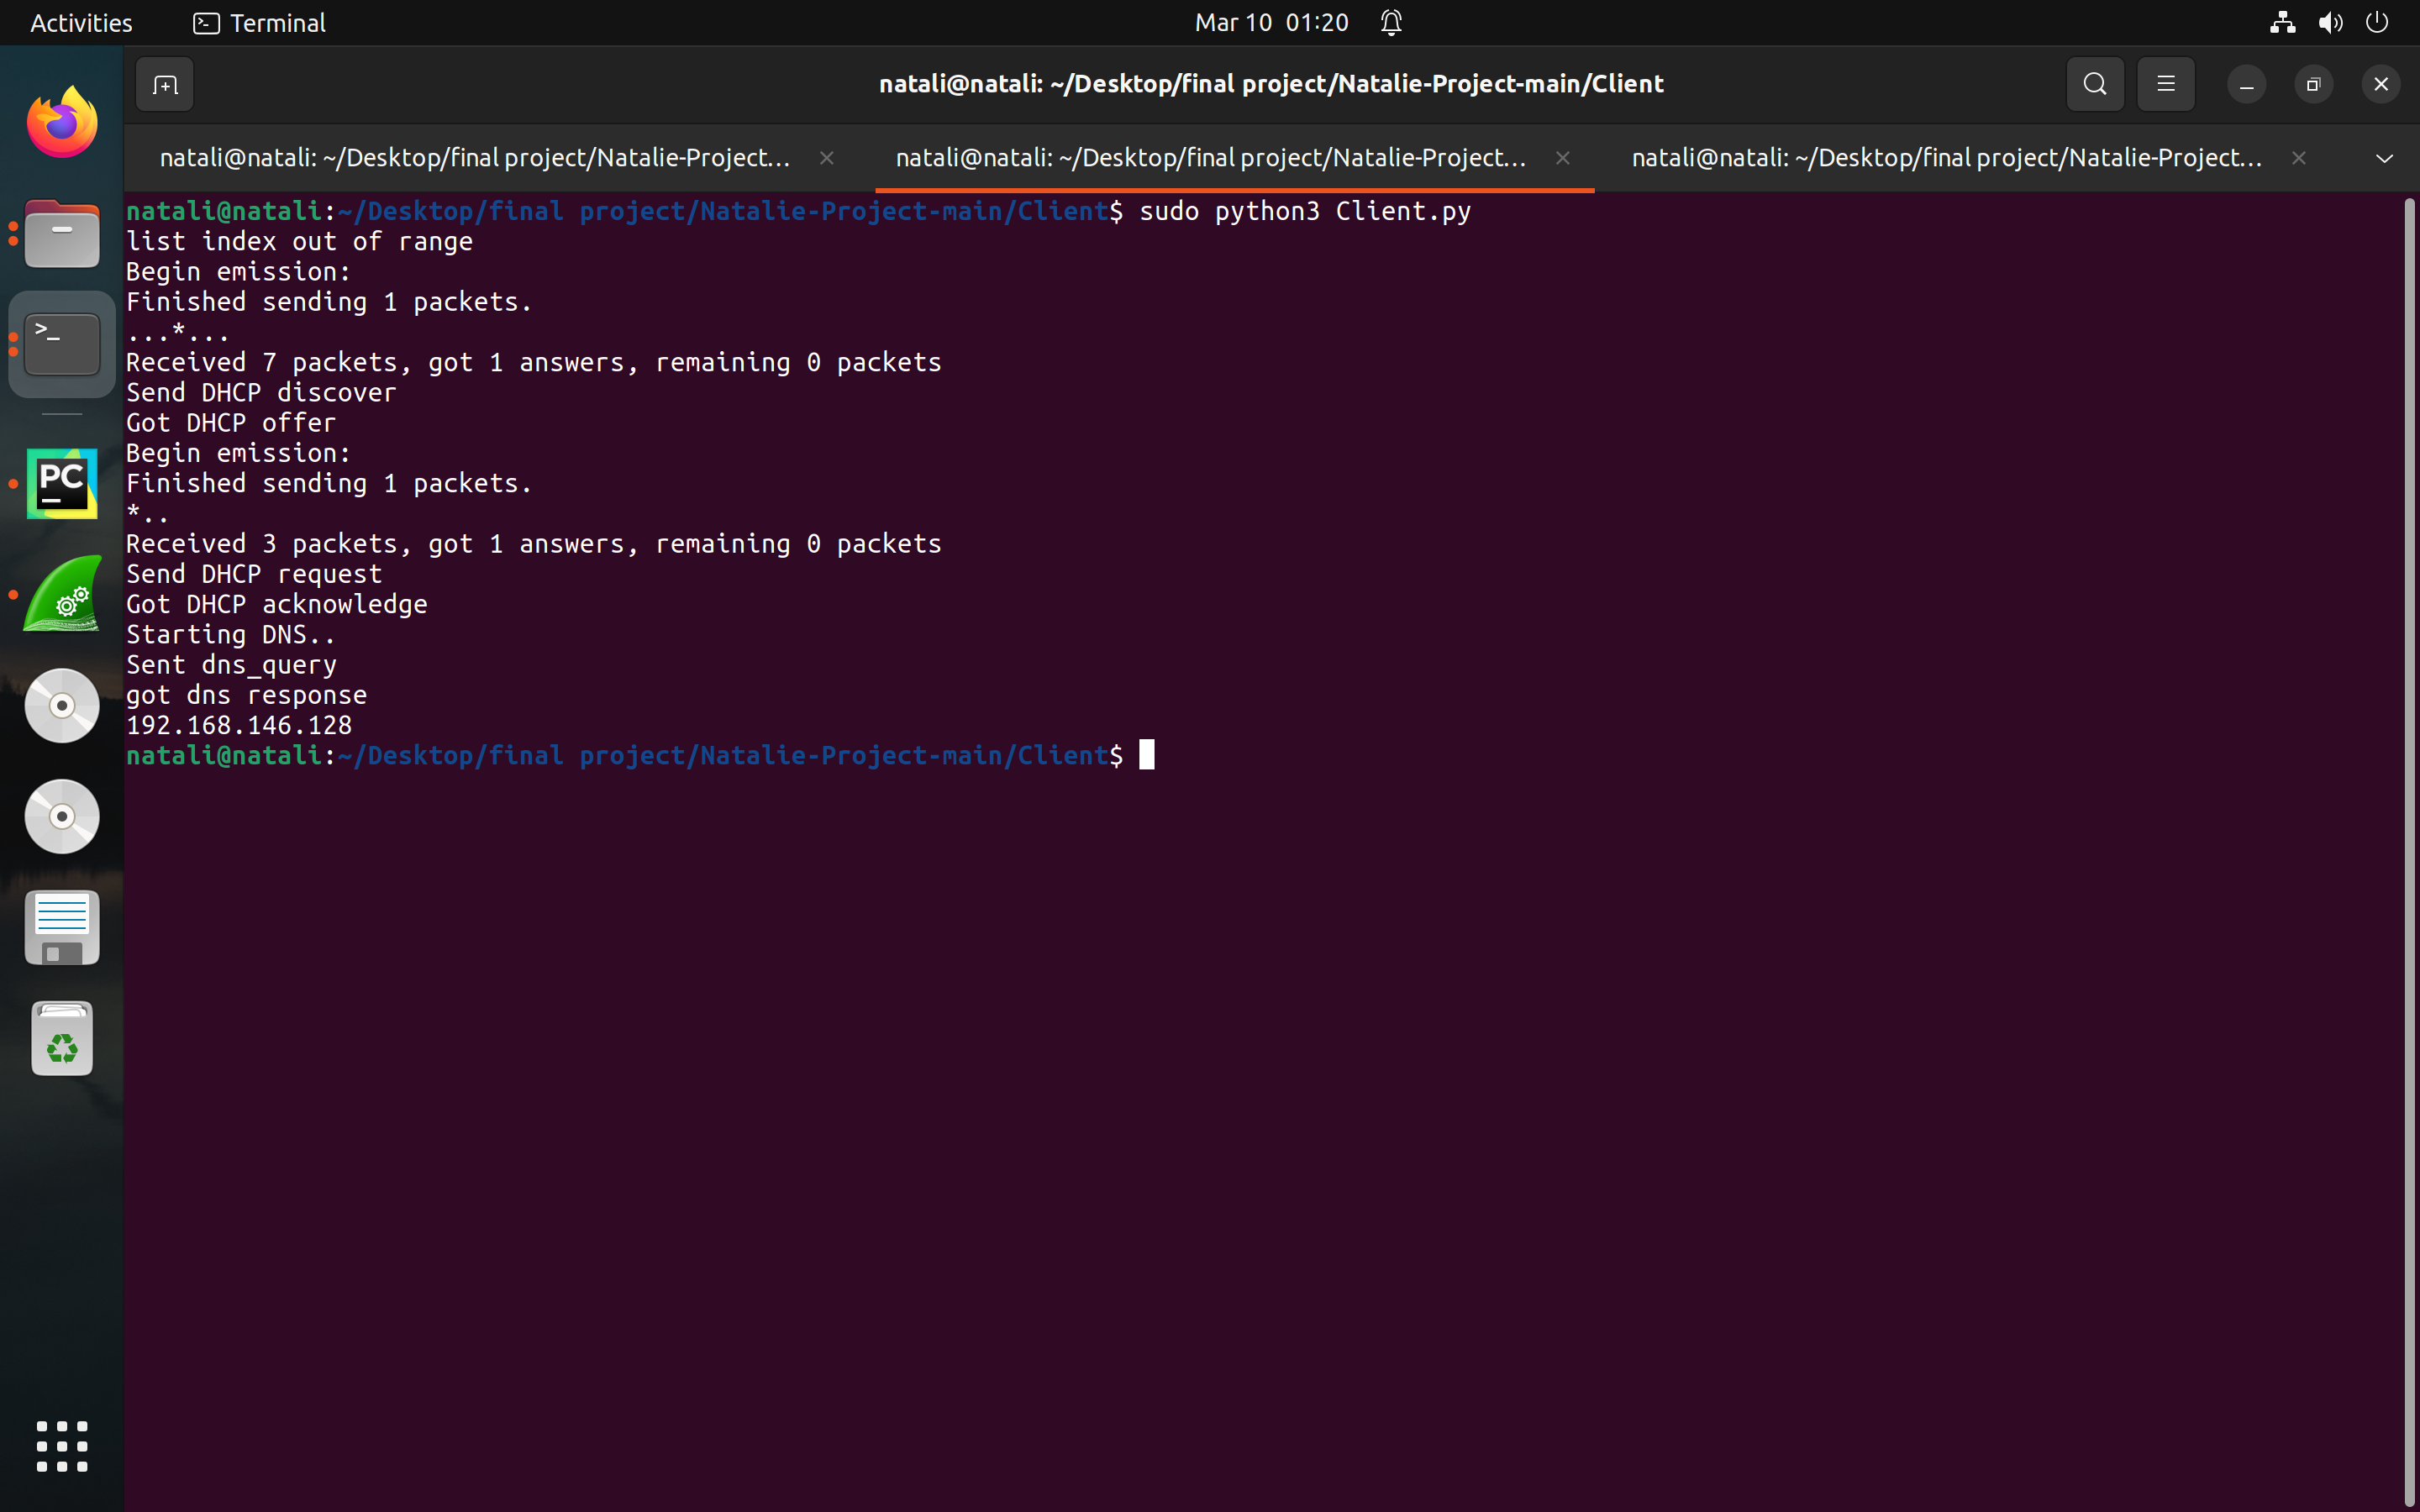 Activities
Terminal
Mar 10 01:20
natali@natali: ~/Desktop/final project/Natalie-Project-main/Client
natali@natali: ~/Desktop/final project/Natalie-Project...
natali@natali: ~/Desktop/final project/Natalie-Project...
natali@natali: ~/Desktop/final project/Natalie-Project...
natali@natali:~/Desktop/final project/Natalie-Project-main/Client$ sudo python3 Client.py
list index out of range
Begin emission:
Finished sending 1 packets.
...*...
Received 7 packets, got 1 answers, remaining 0 packets
Send DHCP discover
Got DHCP offer
Begin emission:
Finished sending 1 packets.
*..
Received 3 packets, got 1 answers, remaining 0 packets
Send DHCP request
Got DHCP acknowledge
Starting DNS..
Sent dns_query
got dns response
192.168.146.128
natali@natali:~/Desktop/final project/Natalie-Project-main/Client$
>_
PC